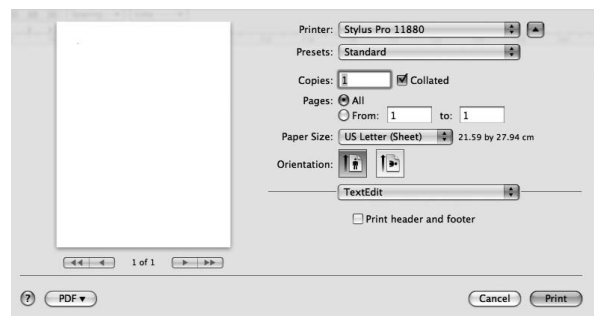 Printer: Stylus Pro 11880
Presets: Standard
Copies: 1 Collated
Pages: All
From: 1 to: 1
Paper Size: US Letter (Sheet) 21.59 by 27.94 cm
Orientation:
TextEdit
Print header and footer
1 of 1
? PDF▼ Cancel Print